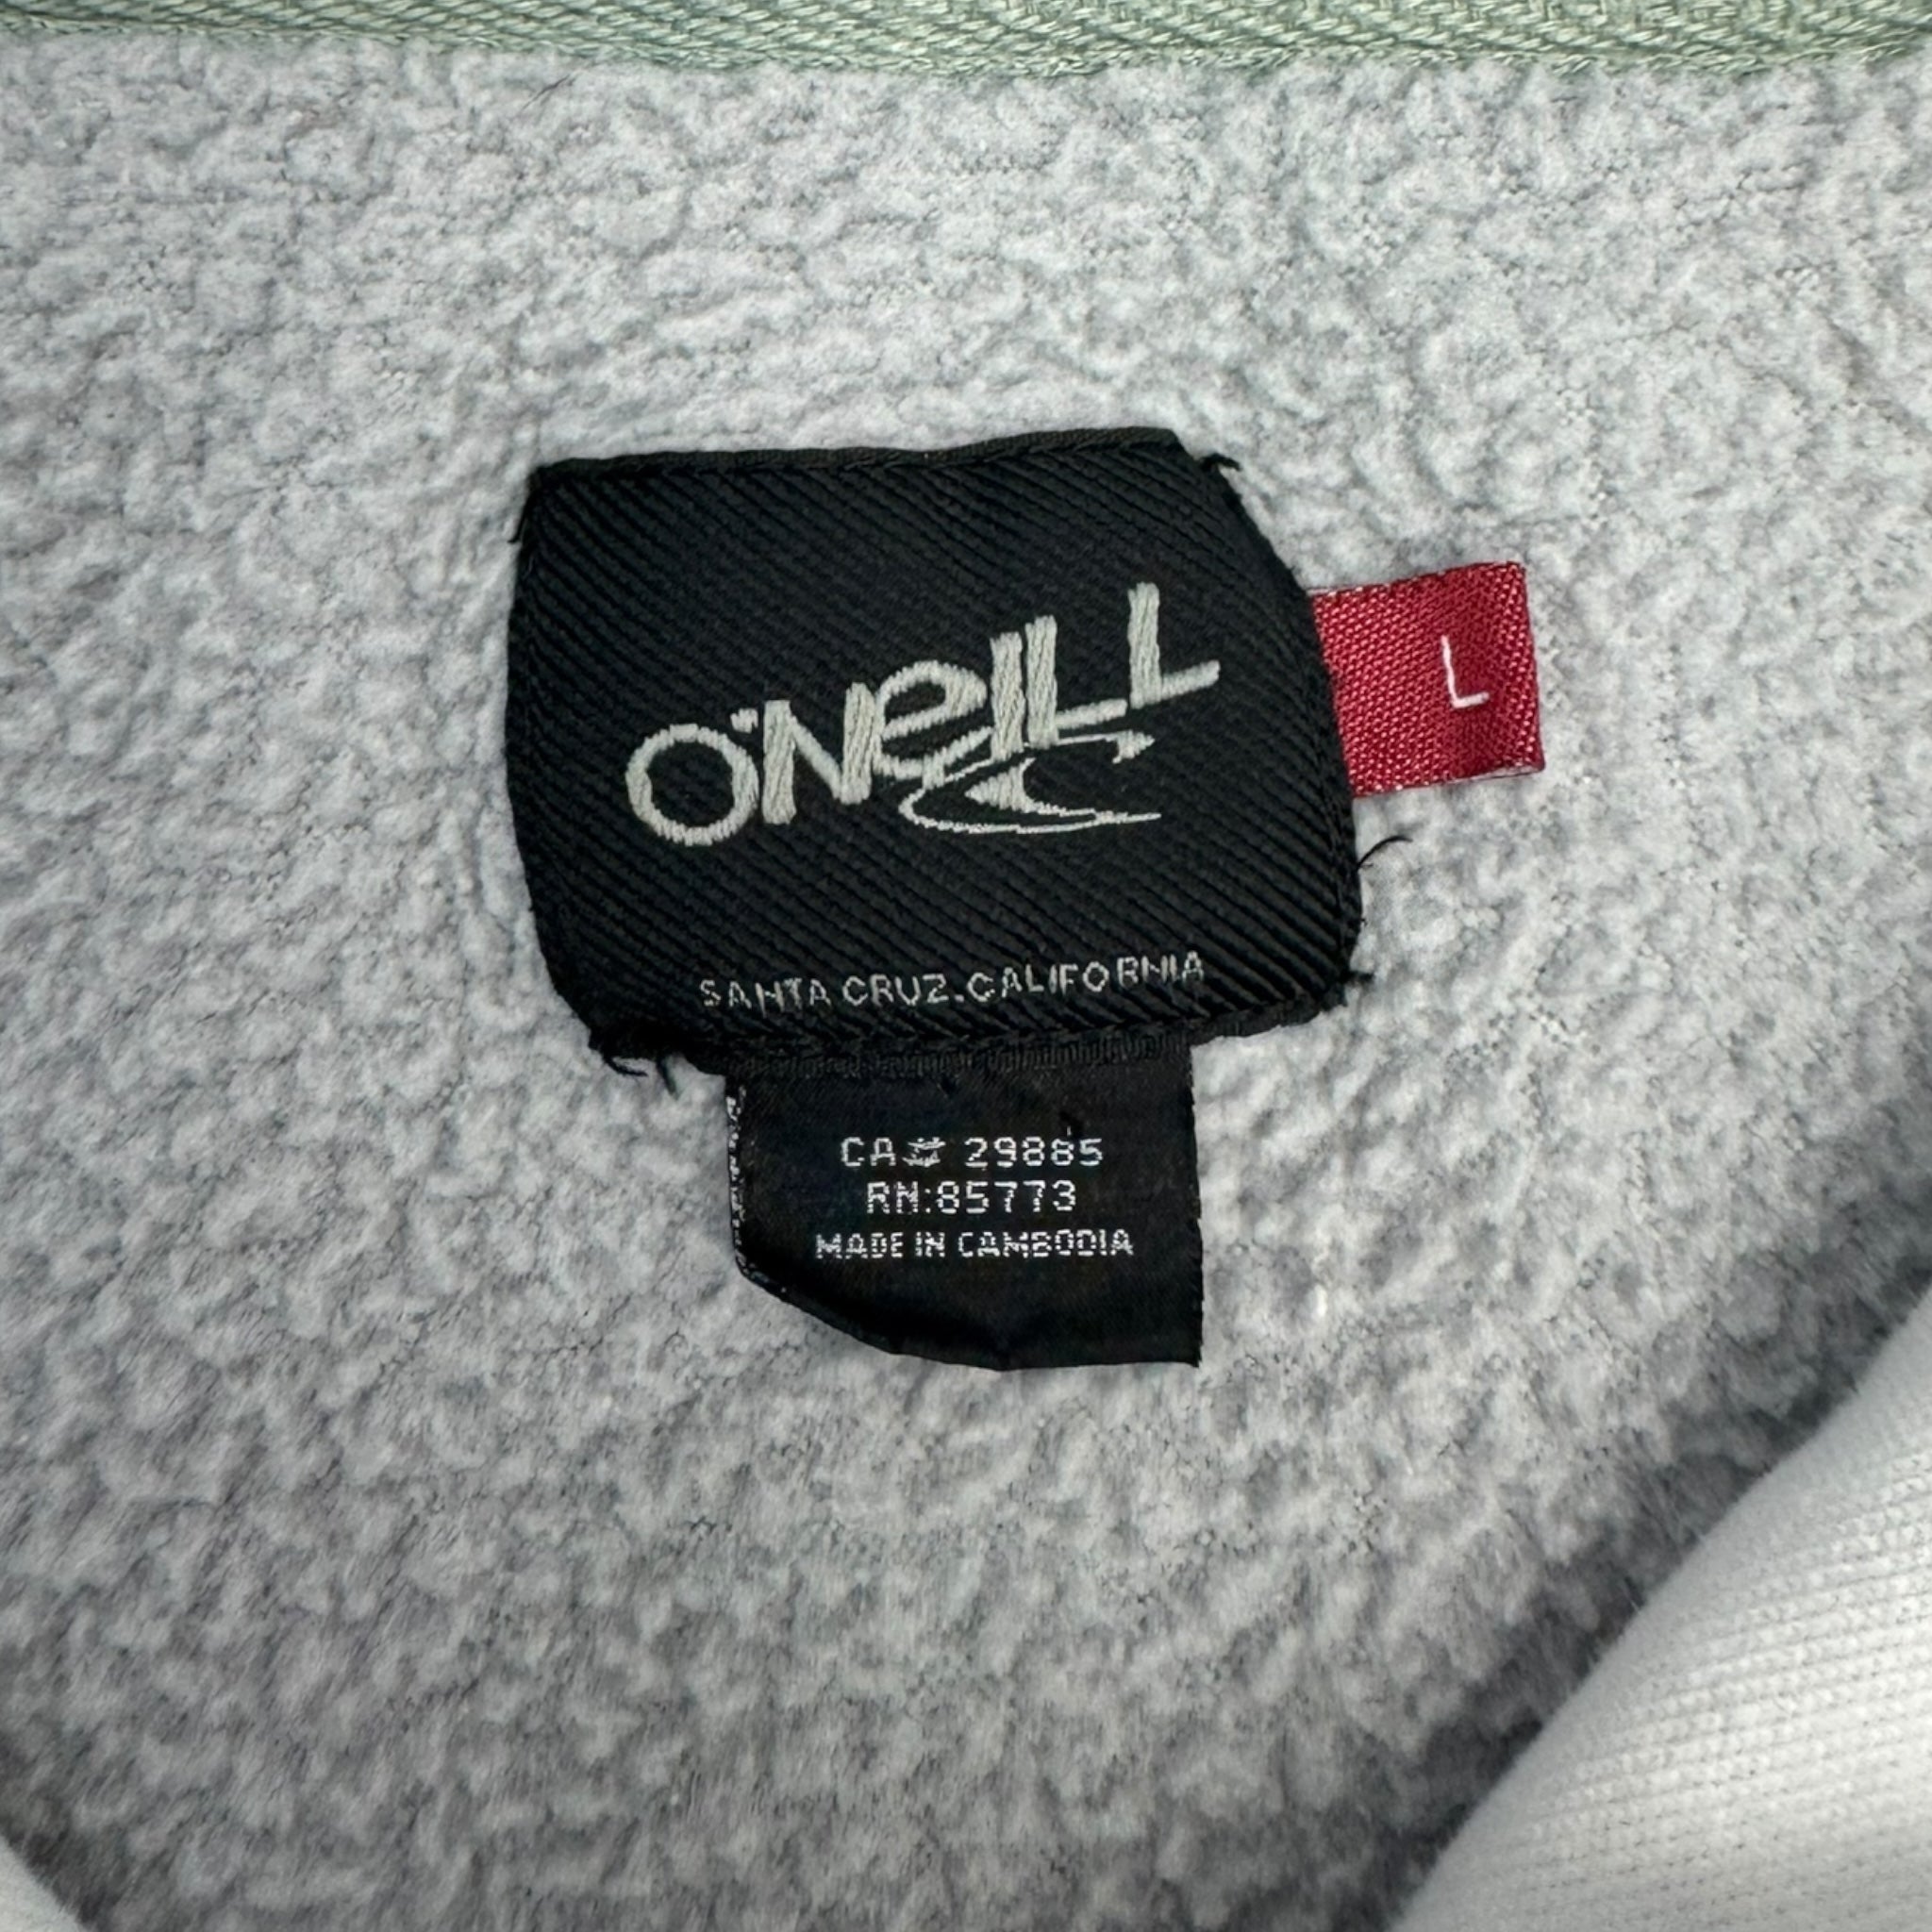 O'NEILL
L
SANTA CRUZ.CALIFORNIA
CA# 29885
RN:85773
MADE IN CAMBODIA